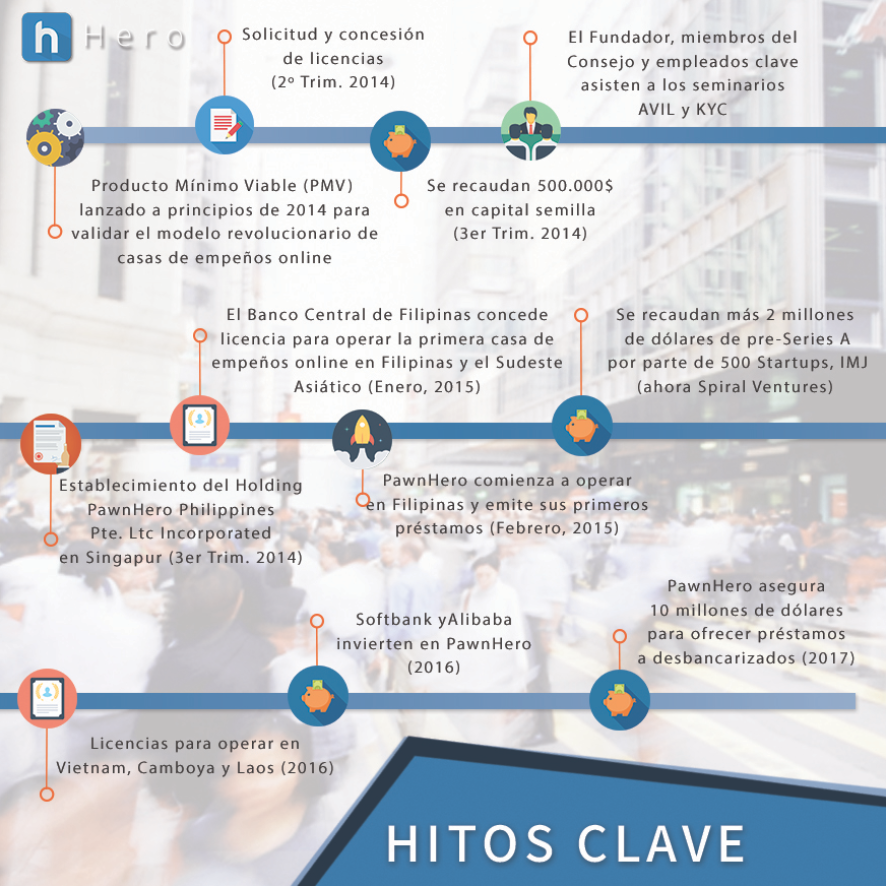 h Hero
Solicitud y concesión
de licencias
(2º Trim. 2014)
El Fundador, miembros del
Consejo y empleados clave
asisten a los seminarios
AVIL y KYC
Producto Mínimo Viable (PMV)
lanzado a principios de 2014 para
validar el modelo revolucionario de
casas de empeños online
Se recaudan 500.000$
en capital semilla
(3er Trim. 2014)
El Banco Central de Filipinas concede
licencia para operar la primera casa de
empeños online en Filipinas y el Sudeste
Asiático (Enero, 2015)
Se recaudan más 2 millones
de dólares de pre-Series A
por parte de 500 Startups, IMJ
(ahora Spiral Ventures)
Establecimiento del Holding
PawnHero Philippines
Pte. Ltc Incorporated
en Singapur (3er Trim. 2014)
PawnHero comienza a operar
en Filipinas y emite sus primeros
préstamos (Febrero, 2015)
Softbank yAlibaba
invierten en PawnHero
(2016)
PawnHero asegura
10 millones de dólares
para ofrecer préstamos
a desbancarizados (2017)
Licencias para operar en
Vietnam, Camboya y Laos (2016)
HITOS CLAVE